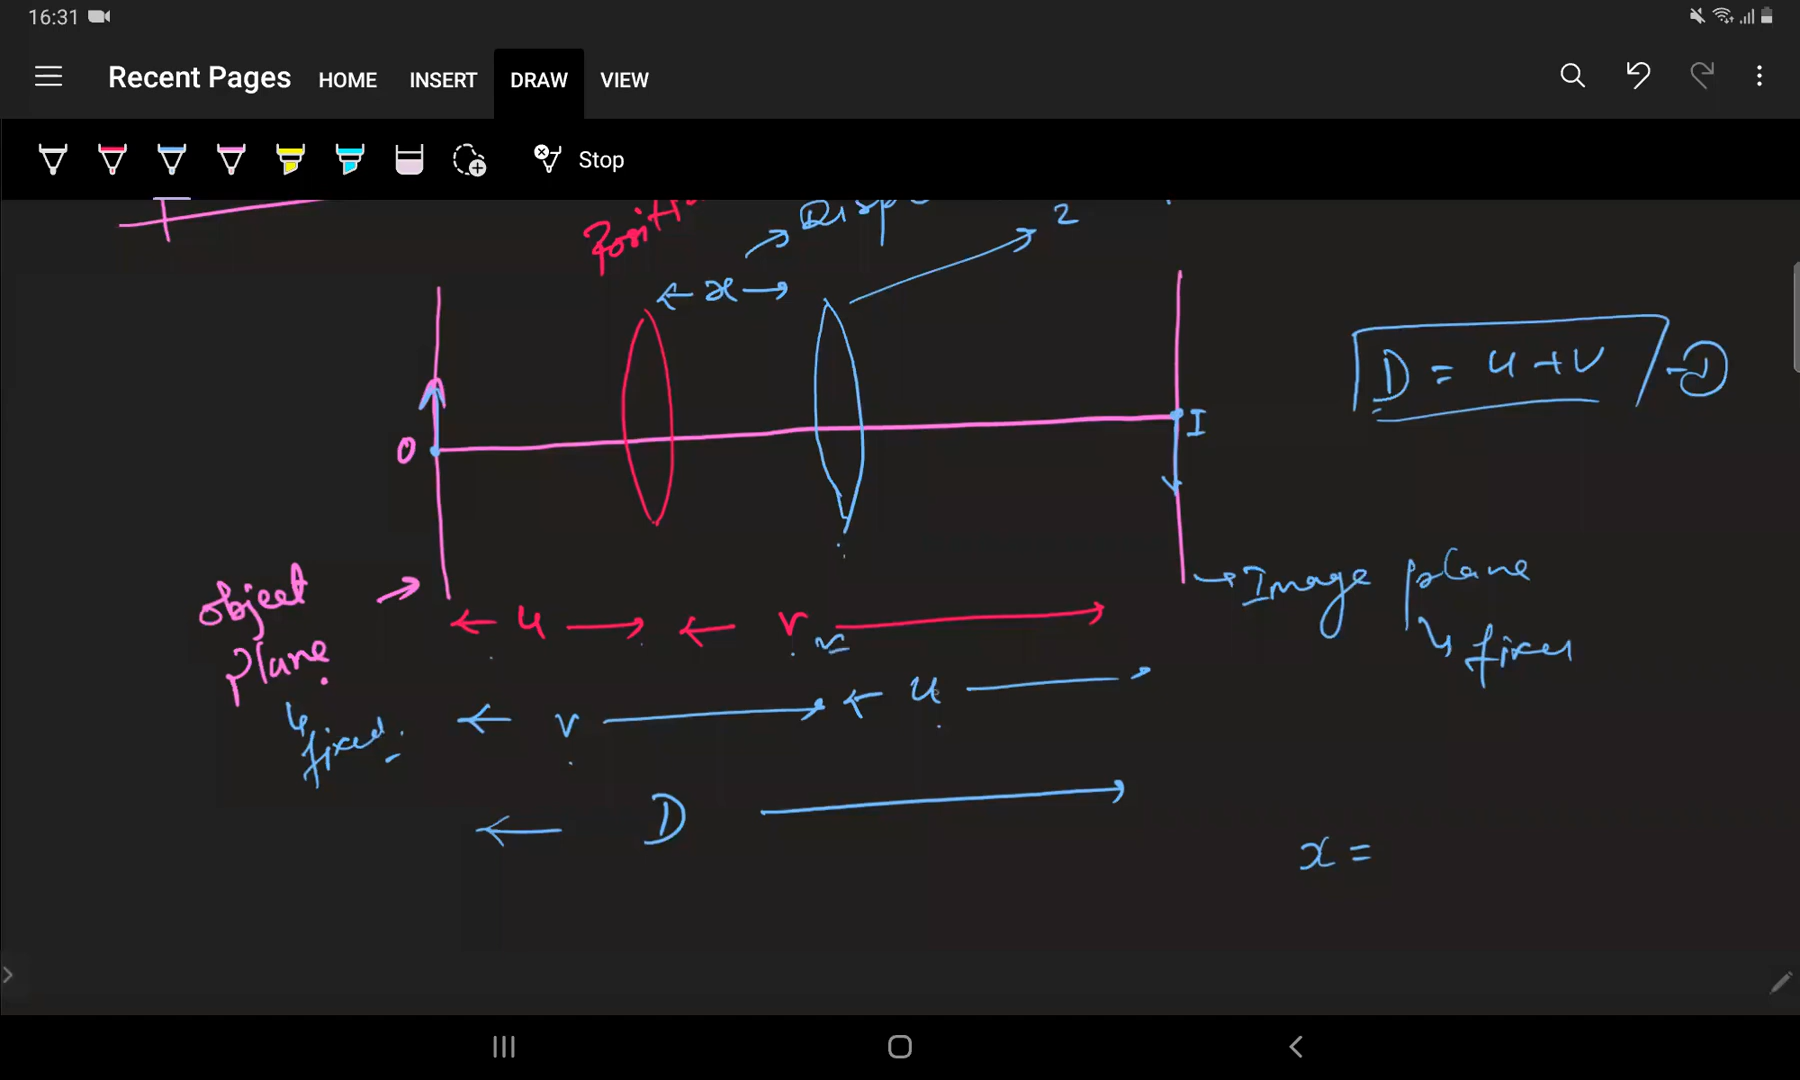 16:31
Recent Pages HOME INSERT DRAW VIEW
Stop
2
← x →
D = u + v - ①
O
I
object plane
→ Image plane
↳ fixed
← u → ← v →
↳ fixed.
← v → ← u →
← D →
x =